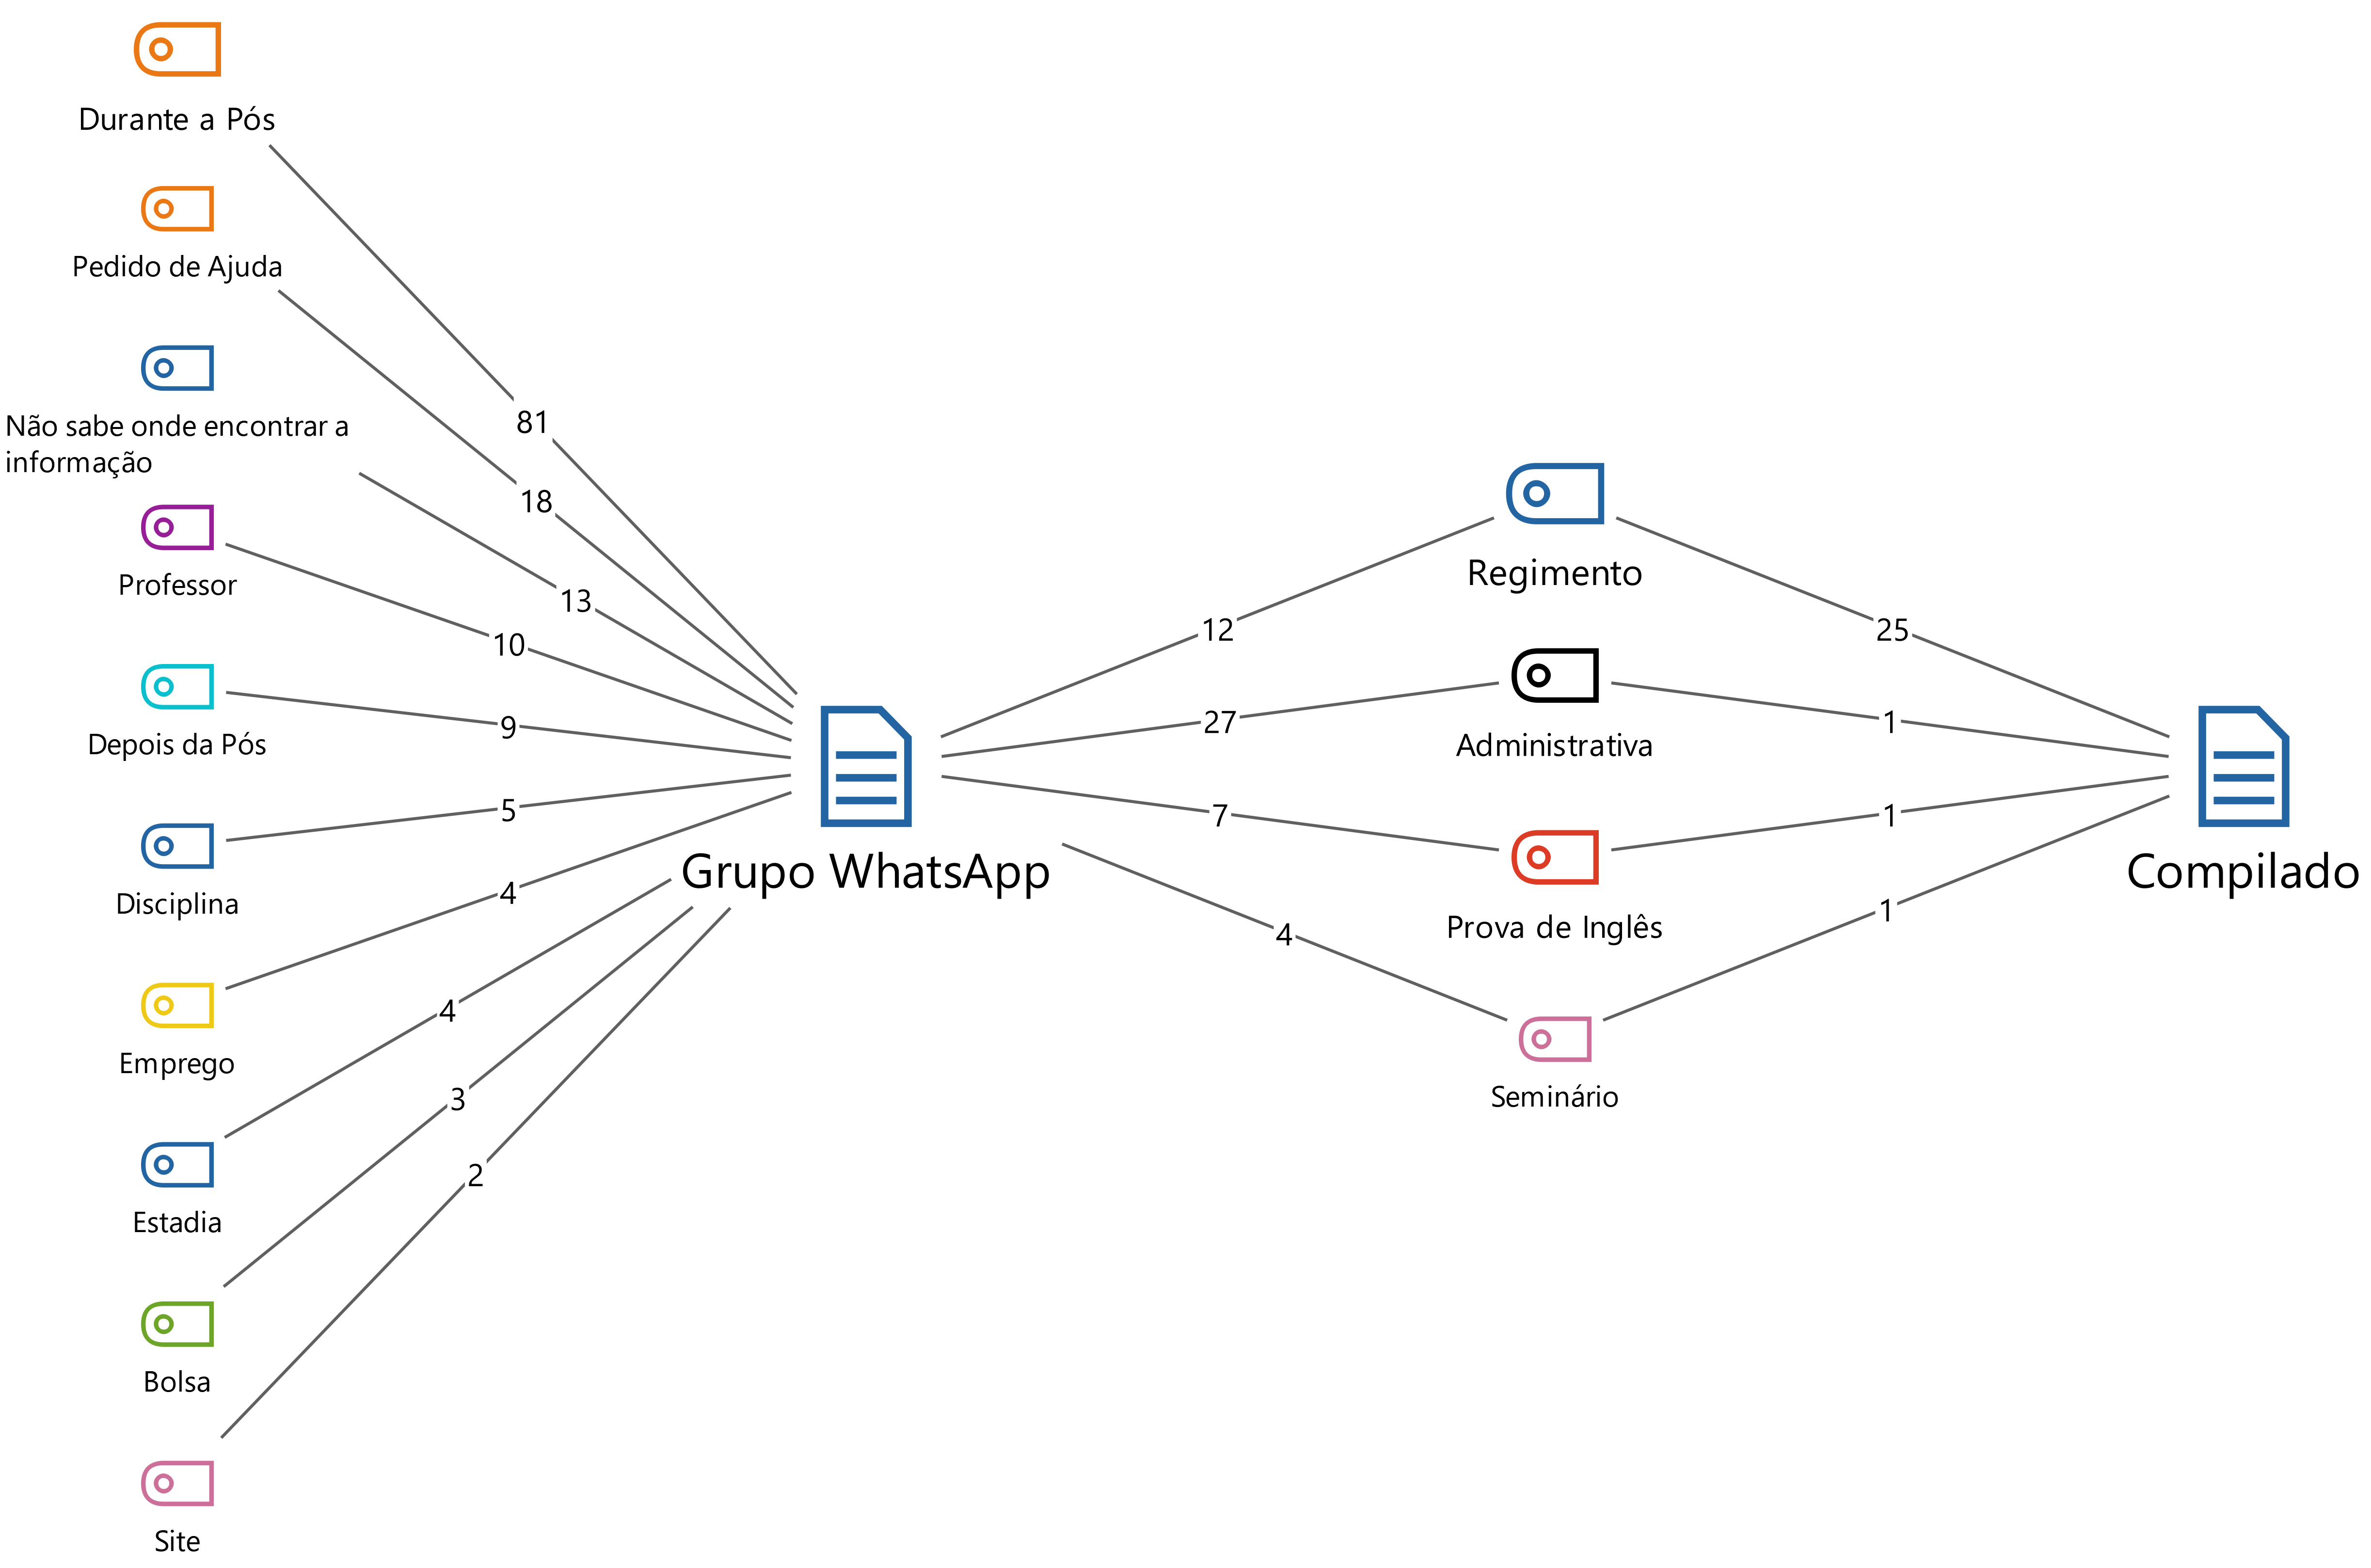 Durante a Pós
Pedido de Ajuda
Não sabe onde encontrar a
informação
Professor
Depois da Pós
Disciplina
Emprego
Estadia
Bolsa
Site
81
18
13
10
9
5
4
4
3
2
Grupo WhatsApp
12
27
7
4
Regimento
Administrativa
Prova de Inglês
Seminário
25
1
1
1
Compilado